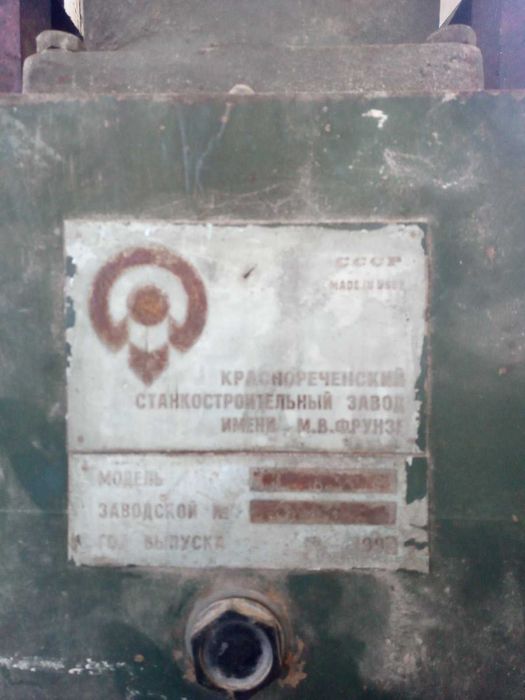 СССР
MADE IN USSR
КРАСНОРЕЧЕНСКИЙ
СТАНКОСТРОИТЕЛЬНЫЙ ЗАВОД
ИМЕНИ М.В.ФРУНЗЕ
МОДЕЛЬ
ЗАВОДСКОЙ №
ГОД ВЫПУСКА